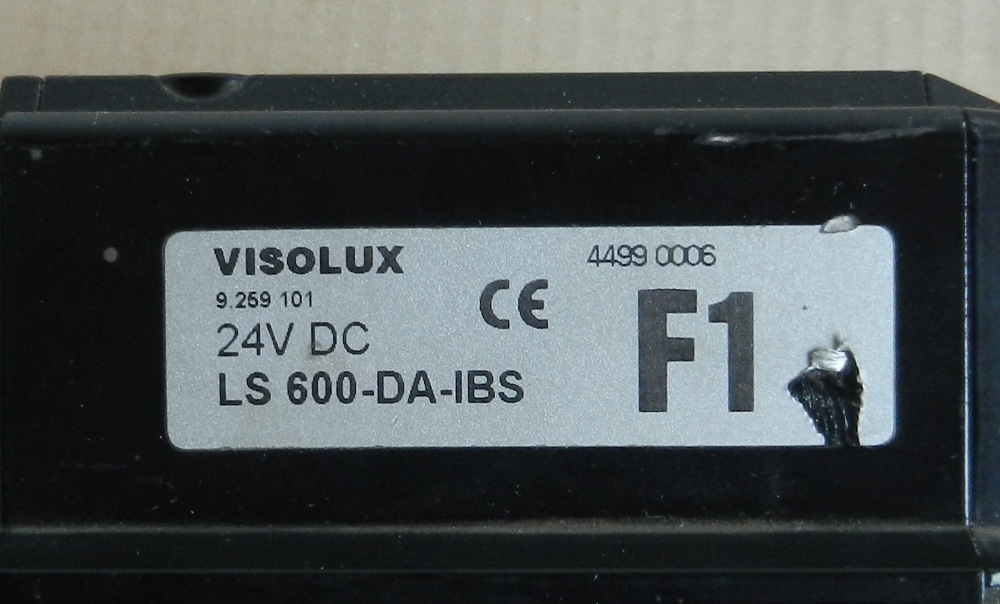 VISOLUX
4499 0006
9.259 101
CE
24V DC
F1
LS 600-DA-IBS